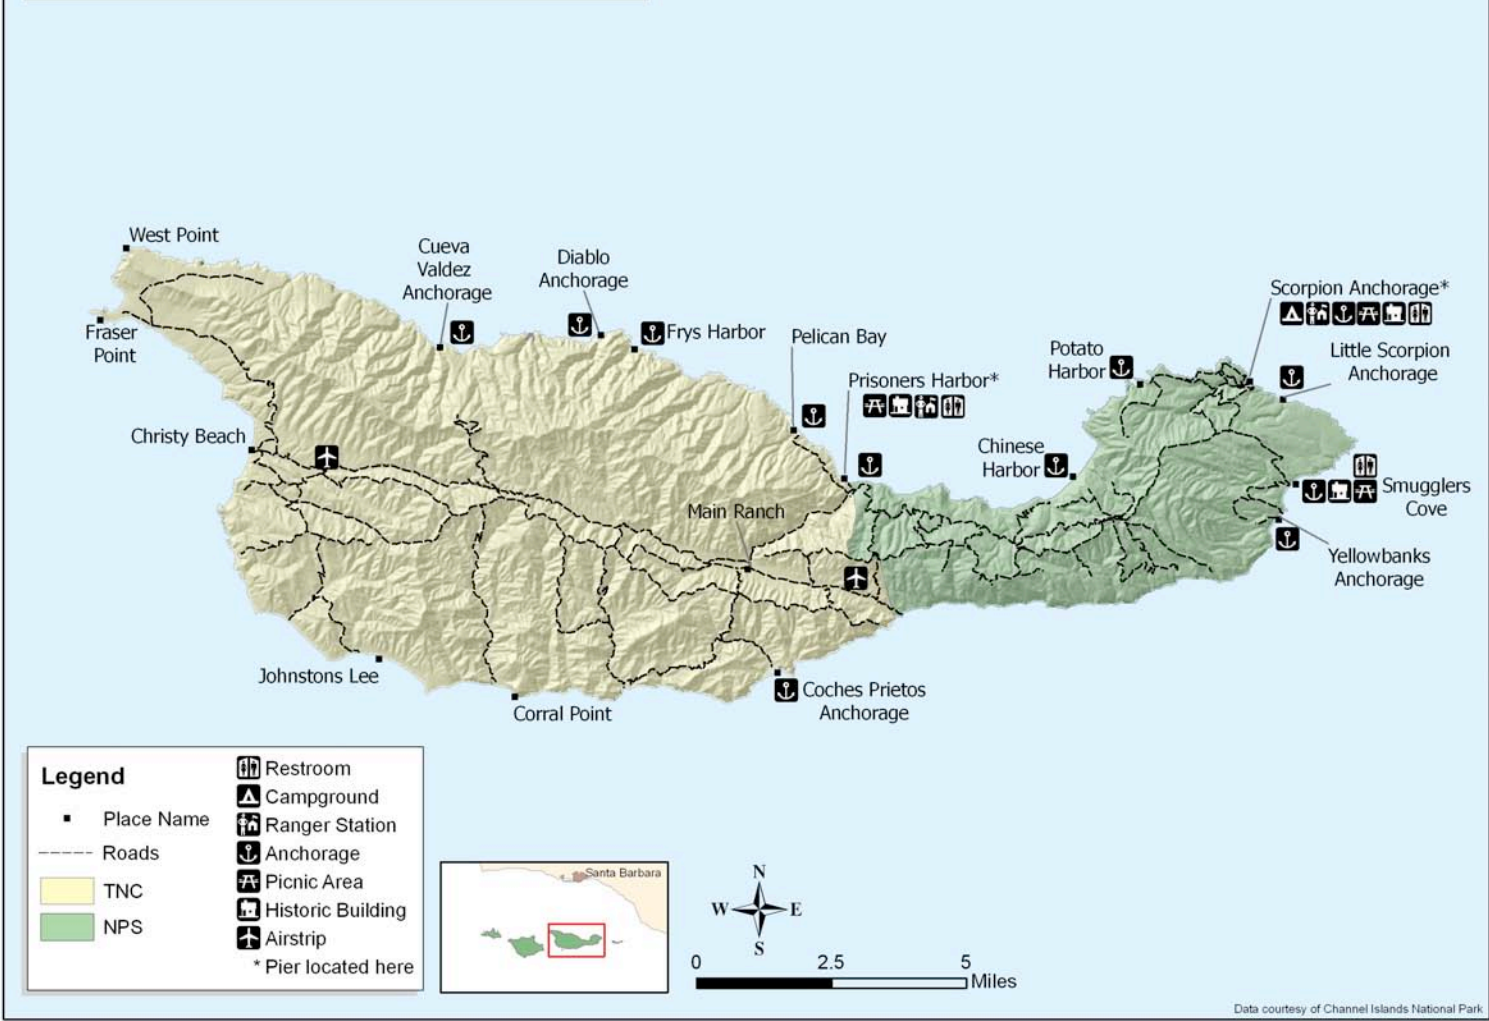 West Point
Cueva
Valdez
Anchorage
Diablo
Anchorage
Fraser
Point
Frys Harbor
Pelican Bay
Scorpion Anchorage*
Prisoners Harbor*
Potato
Harbor
Little Scorpion
Anchorage
Christy Beach
Chinese
Harbor
Smugglers
Cove
Main Ranch
Yellowbanks
Anchorage
Johnstons Lee
Corral Point
Coches Prietos
Anchorage
Legend
Place Name
Roads
TNC
NPS
Restroom
Campground
Ranger Station
Anchorage
Picnic Area
Historic Building
Airstrip
* Pier located here
Santa Barbara
N
W E
S
0 2.5 5
Miles
Data courtesy of Channel Islands National Park